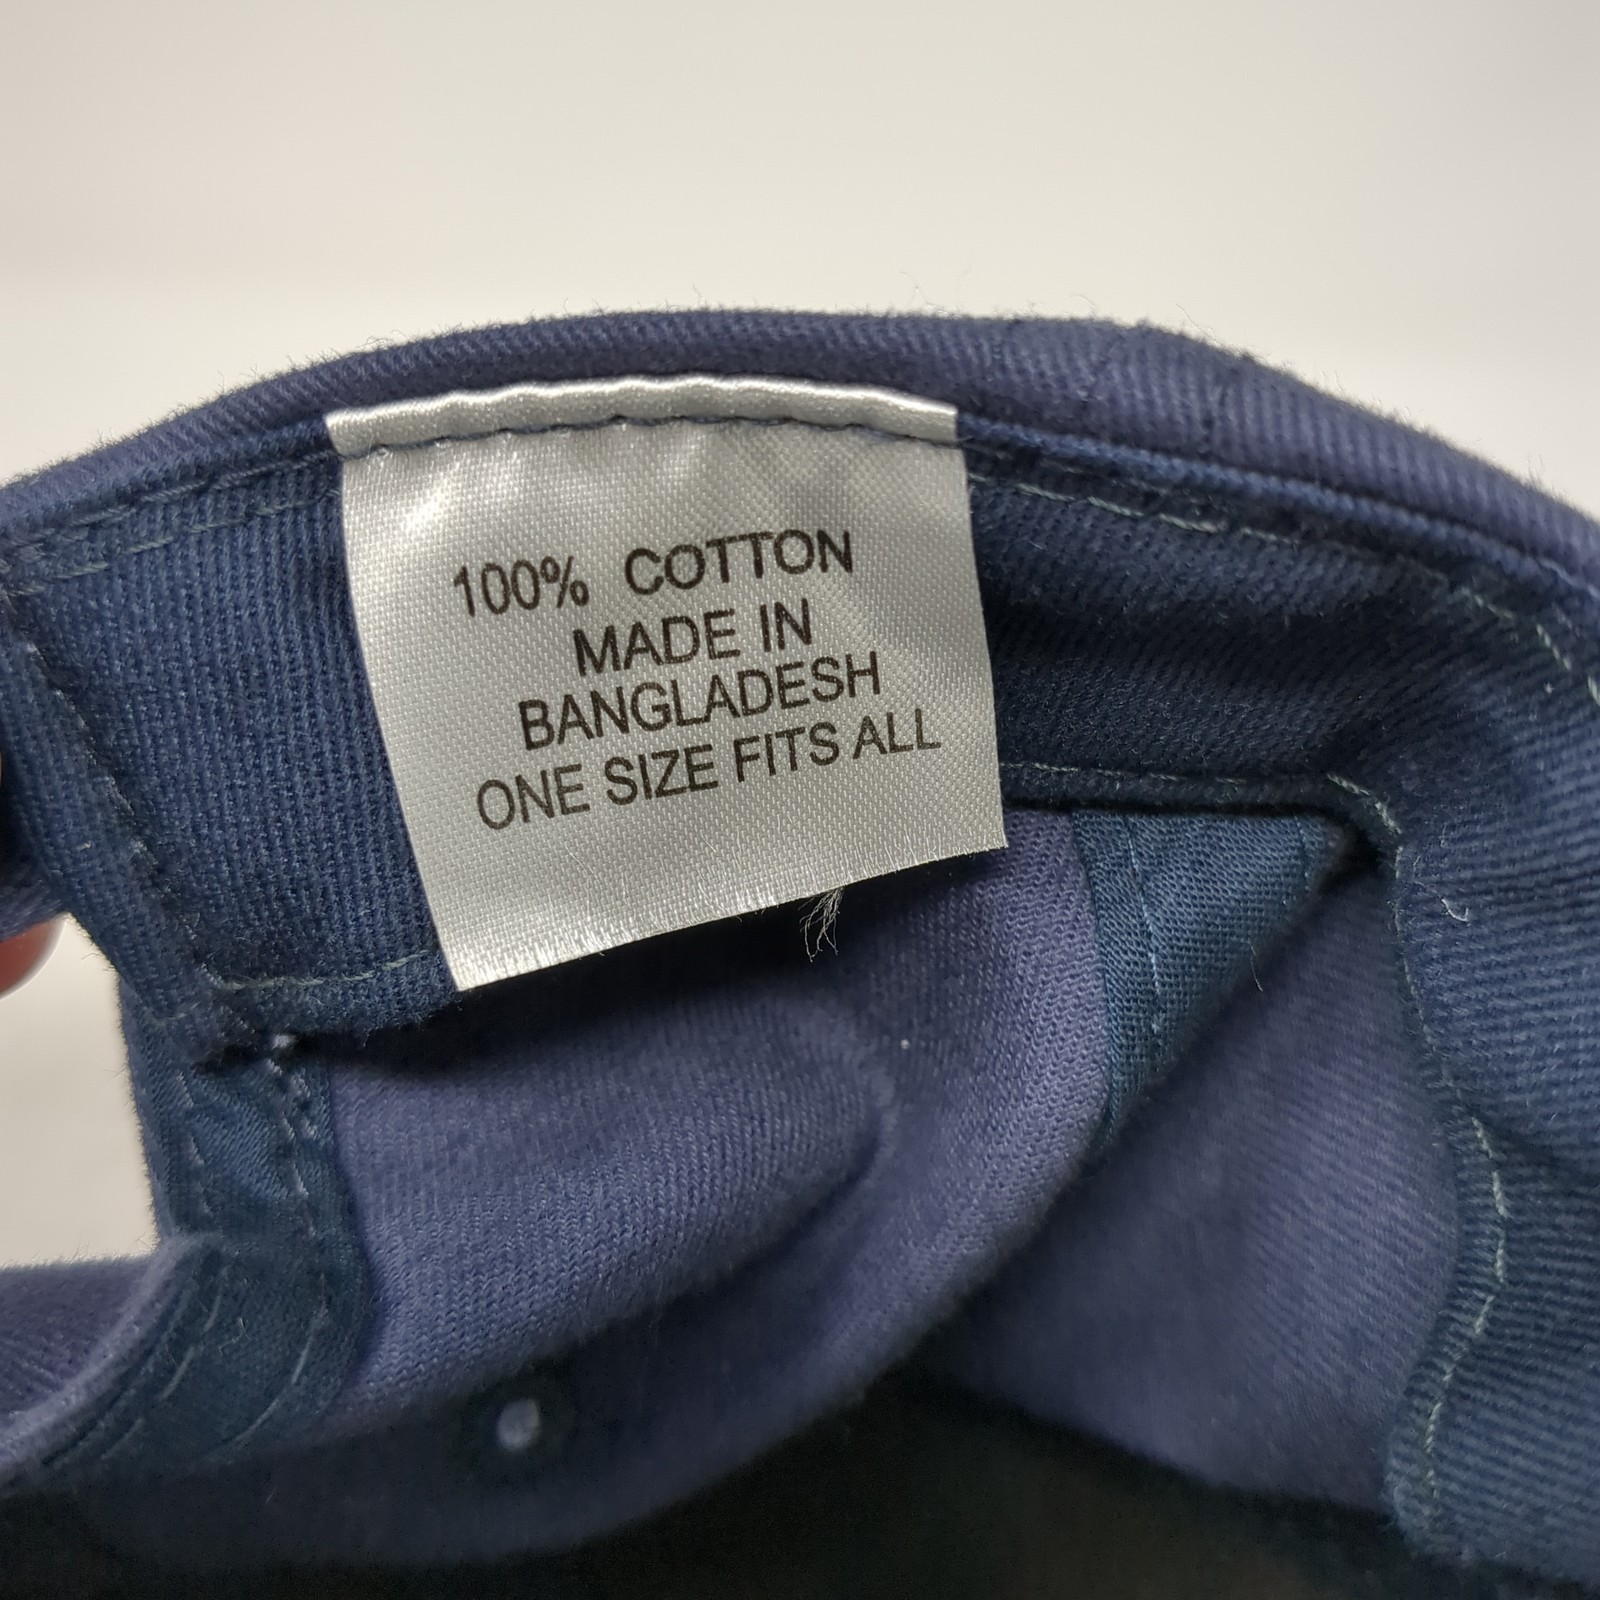 100% COTTON
MADE IN
BANGLADESH
ONE SIZE FITS ALL